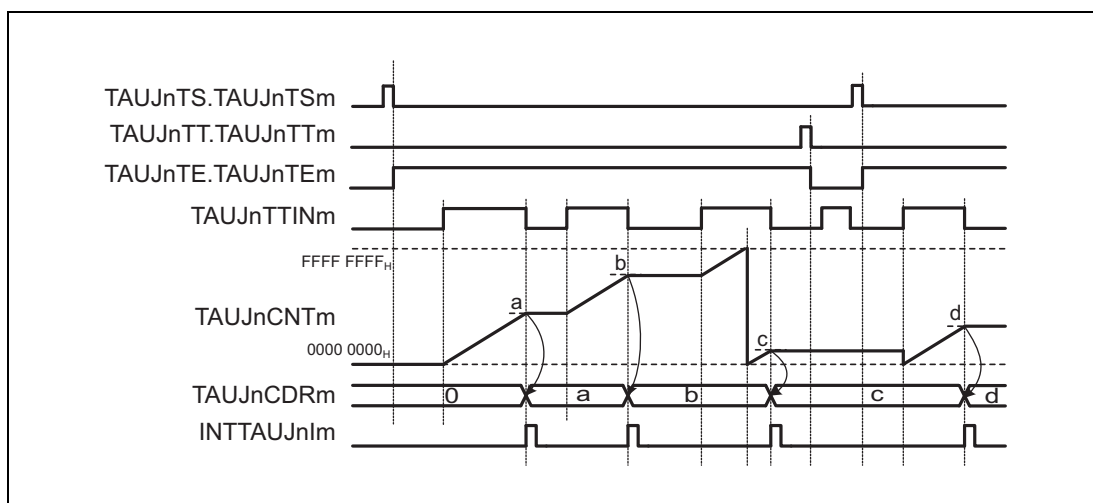 TAUJnTS.TAUJnTSm
TAUJnTT.TAUJnTTm
TAUJnTE.TAUJnTEm
TAUJnTTINm
FFFF FFFFH
b
a
TAUJnCNTm
d
c
0000 0000H
TAUJnCDRm
0 a b c d
INTTAUJnIm